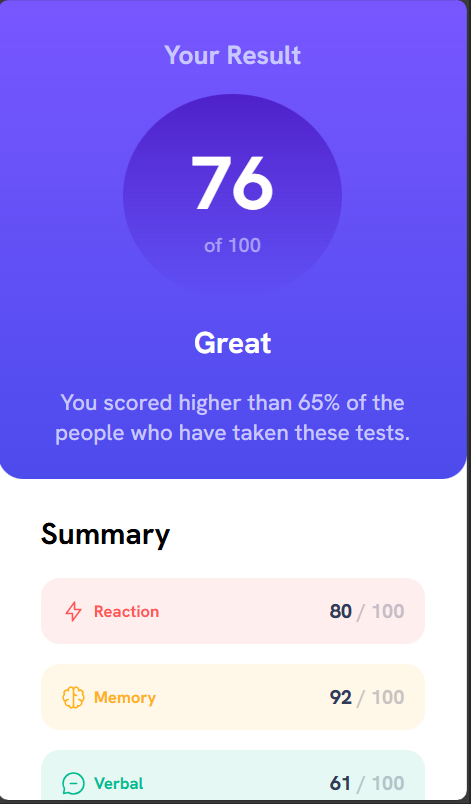 Your Result
76
of 100
Great
You scored higher than 65% of the
people who have taken these tests.
Summary
Reaction 80 / 100
Memory 92 / 100
Verbal 61 / 100